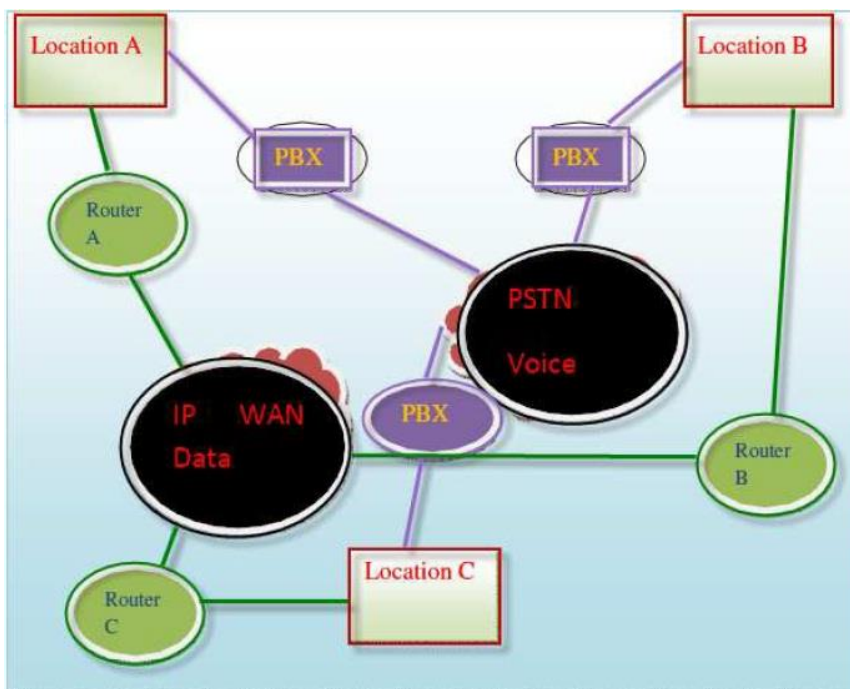 Location A
Location B
PBX
PBX
Router
A
PSTN
Voice
IP WAN
Data
PBX
Router
B
Location C
Router
C